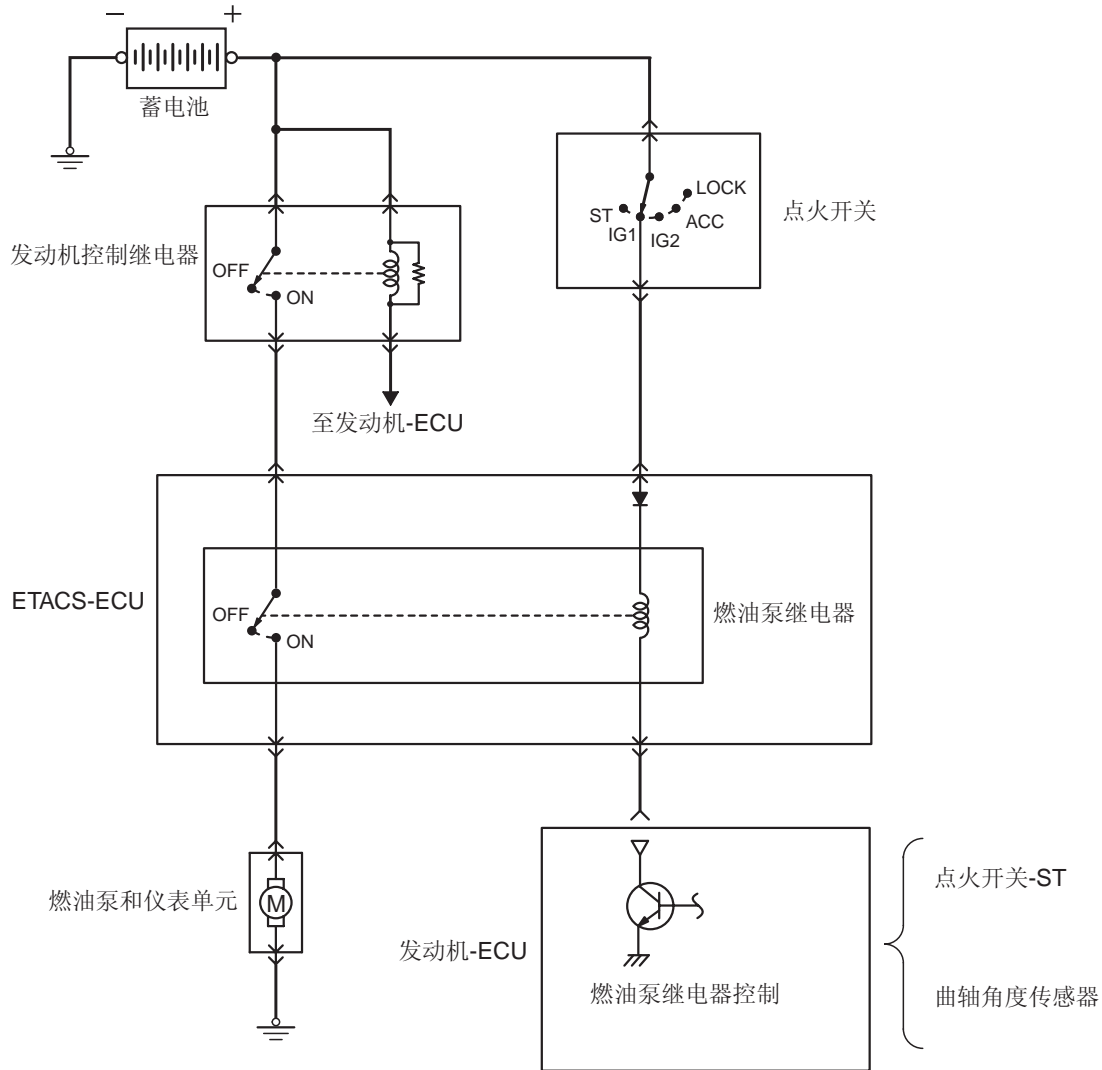 − +
蓄电池
点火开关
LOCK
ACC
ST
IG1
IG2
发动机控制继电器
OFF
ON
至发动机-ECU
ETACS-ECU
OFF
ON
燃油泵继电器
燃油泵和仪表单元
M
发动机-ECU
燃油泵继电器控制
点火开关-ST
曲轴角度传感器